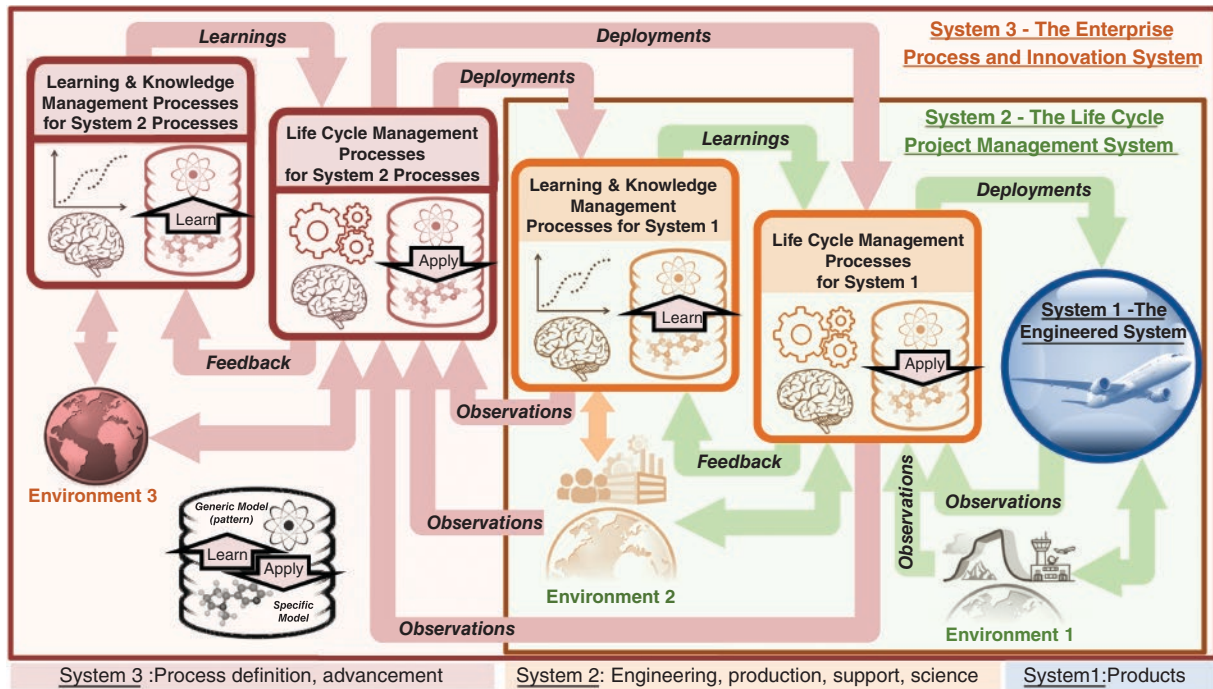 Learnings
Deployments
System 3 - The Enterprise
Process and Innovation System
Learning & Knowledge
Management Processes
for System 2 Processes
Learn
Deployments
Life Cycle Management
Processes
for System 2 Processes
Apply
System 2 - The Life Cycle
Project Management System
Learnings
Deployments
Learning & Knowledge
Management
Processes for System 1
Learn
Life Cycle Management
Processes
for System 1
Apply
System 1 -The
Engineered System
Feedback
Observations
Feedback
Observations
Observations
Observations
Environment 3
Environment 2
Environment 1
Generic Model
(pattern)
Learn
Apply
Specific
Model
Observations
System 3 :Process definition, advancement
System 2: Engineering, production, support, science
System1:Products